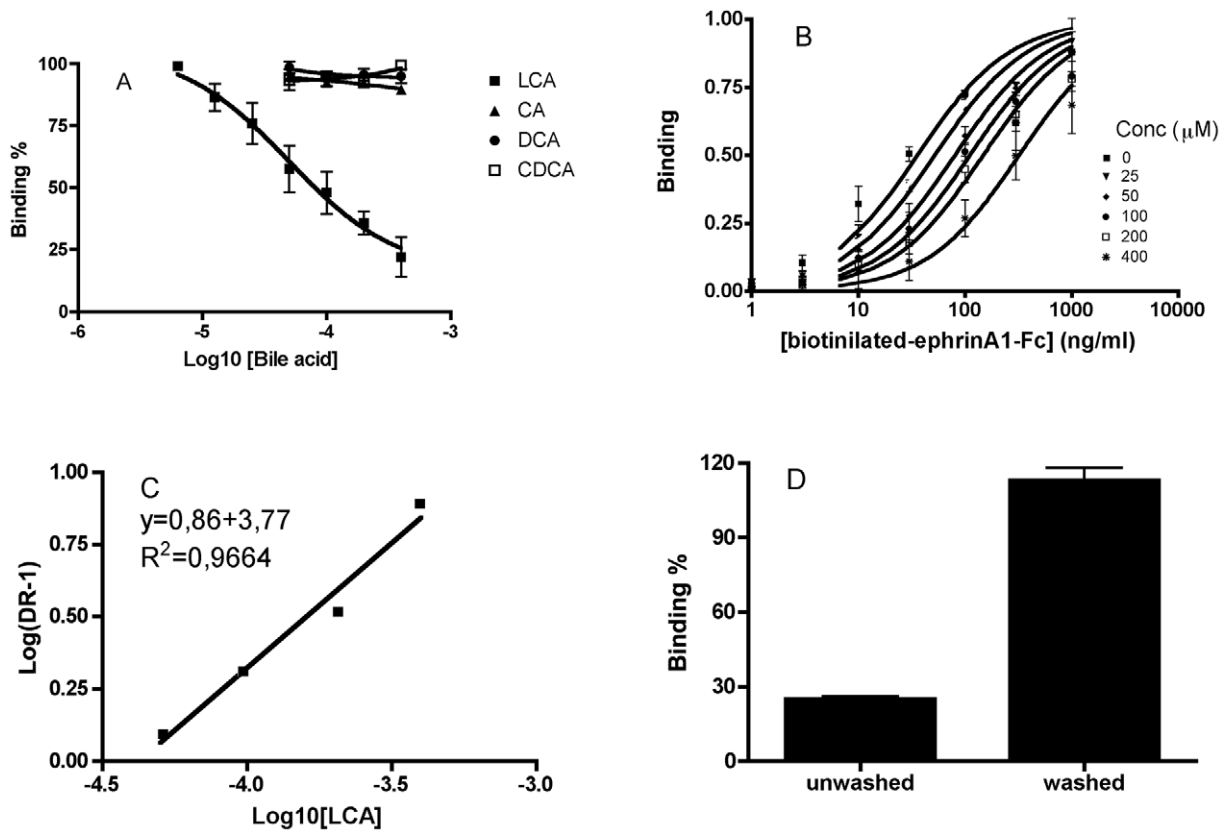 A
100
75
50
25
0
-6
-5
-4
-3
Binding %
Log10 [Bile acid]
LCA
CA
DCA
CDCA
B
1.00
0.75
0.50
0.25
0.00
1
10
100
1000
10000
Binding
[biotinilated-ephrinA1-Fc] (ng/ml)
Conc (μM)
0
25
50
100
200
400
C
y=0,86+3,77
R²=0,9664
1.00
0.75
0.50
0.25
0.00
-4.5
-4.0
-3.5
-3.0
Log(DR-1)
Log10[LCA]
D
120
90
60
30
0
Binding %
unwashed
washed